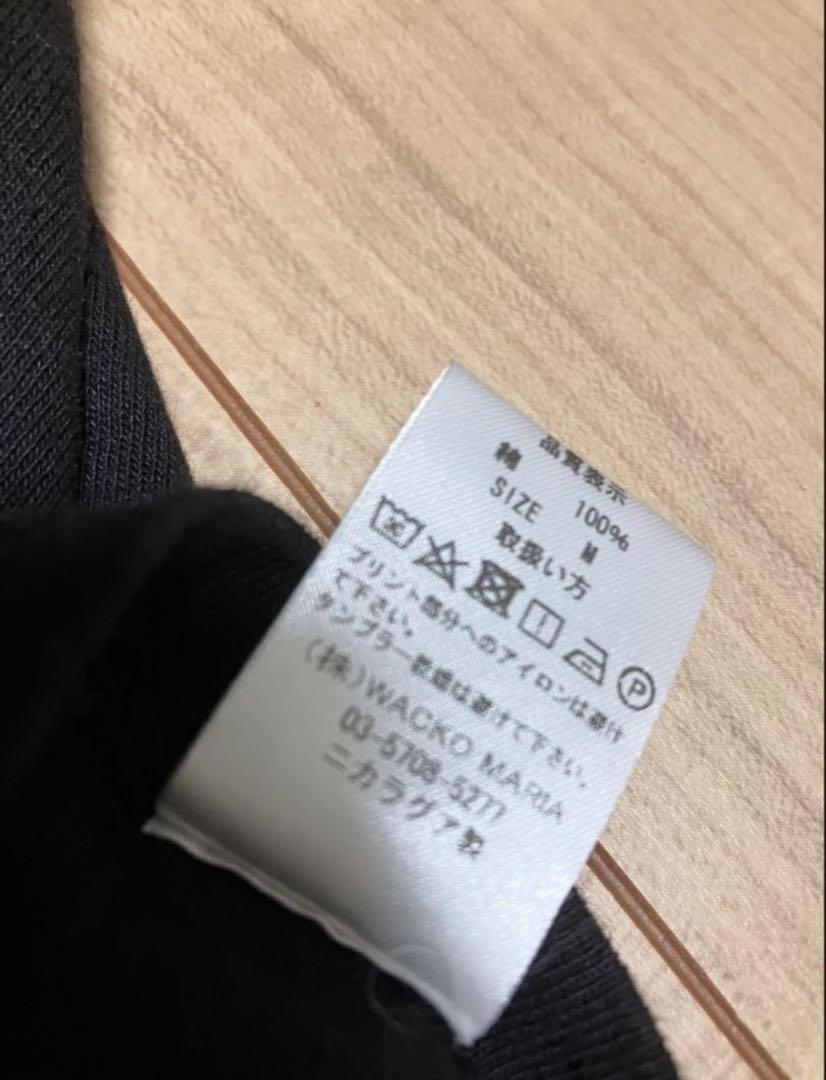 品質表示
綿 100%
SIZE M
取扱い方
P
プリント部分へのアイロンは避け
て下さい。
タンブラー乾燥は避けて下さい。
(株)WACKO MARIA
03-5708-5277
ニカラグア製